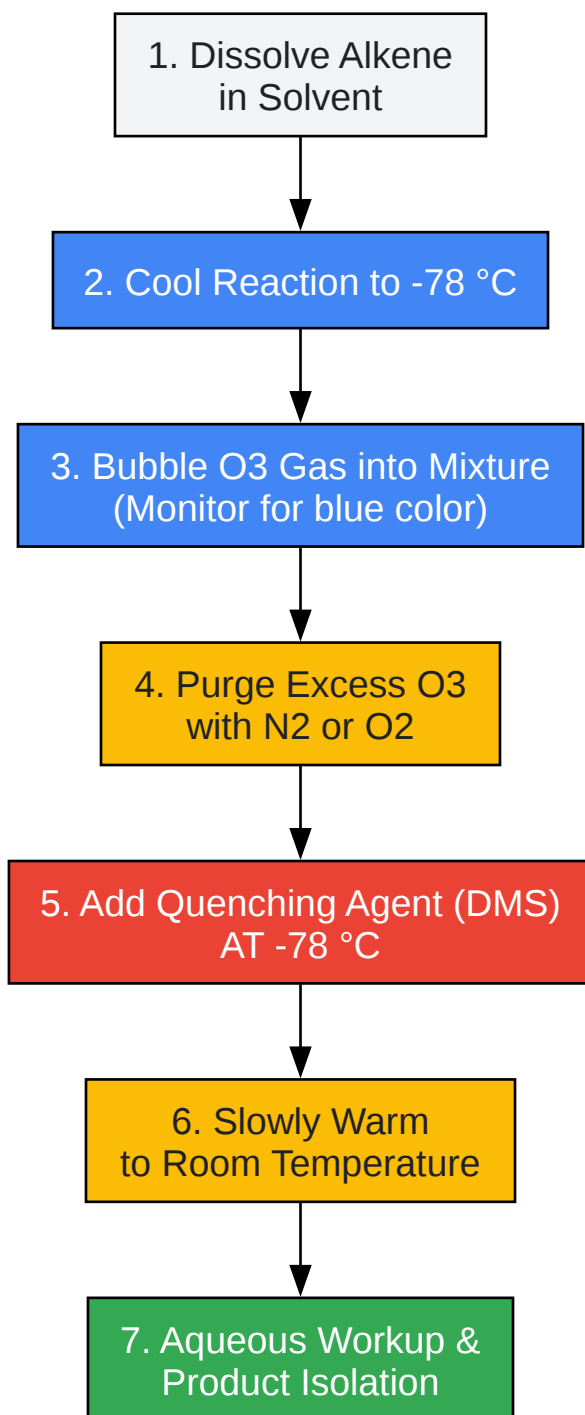 1. Dissolve Alkene
in Solvent
2. Cool Reaction to -78 °C
3. Bubble O3 Gas into Mixture
(Monitor for blue color)
4. Purge Excess O3
with N2 or O2
5. Add Quenching Agent (DMS)
AT -78 °C
6. Slowly Warm
to Room Temperature
7. Aqueous Workup &
Product Isolation